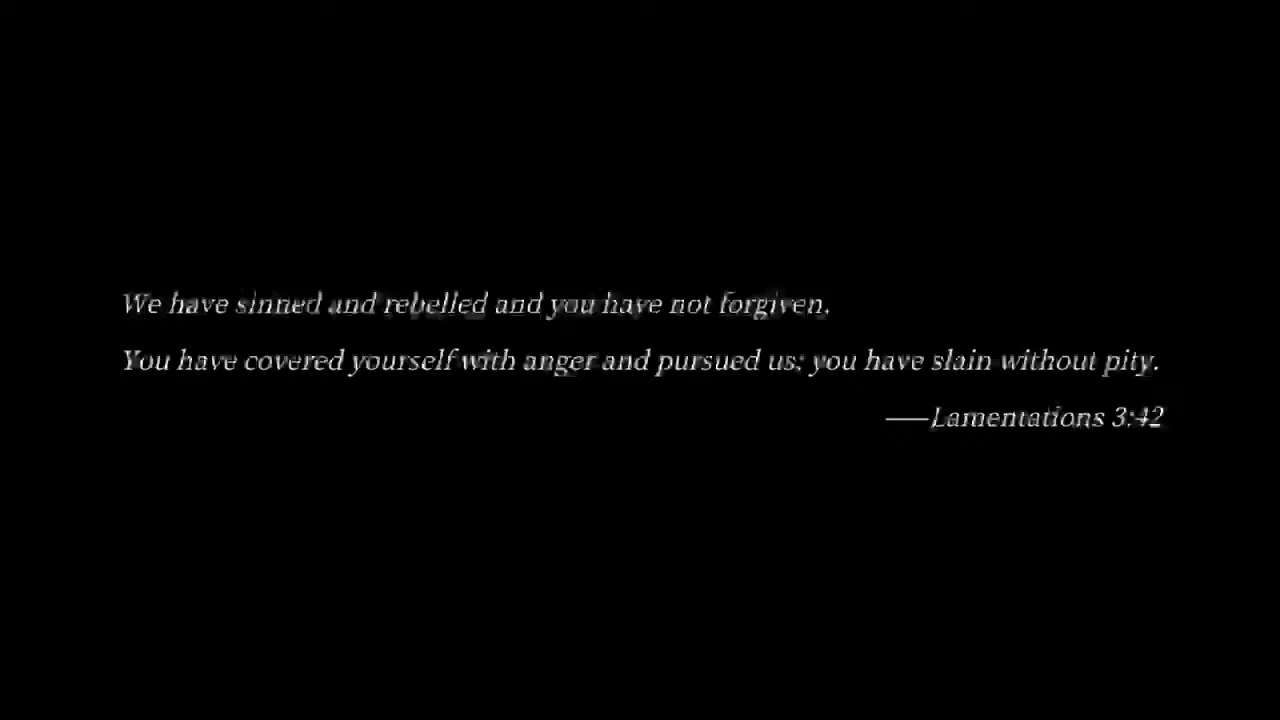 We have sinned and rebelled and you have not forgiven.
You have covered yourself with anger and pursued us; you have slain without pity.
——Lamentations 3:42